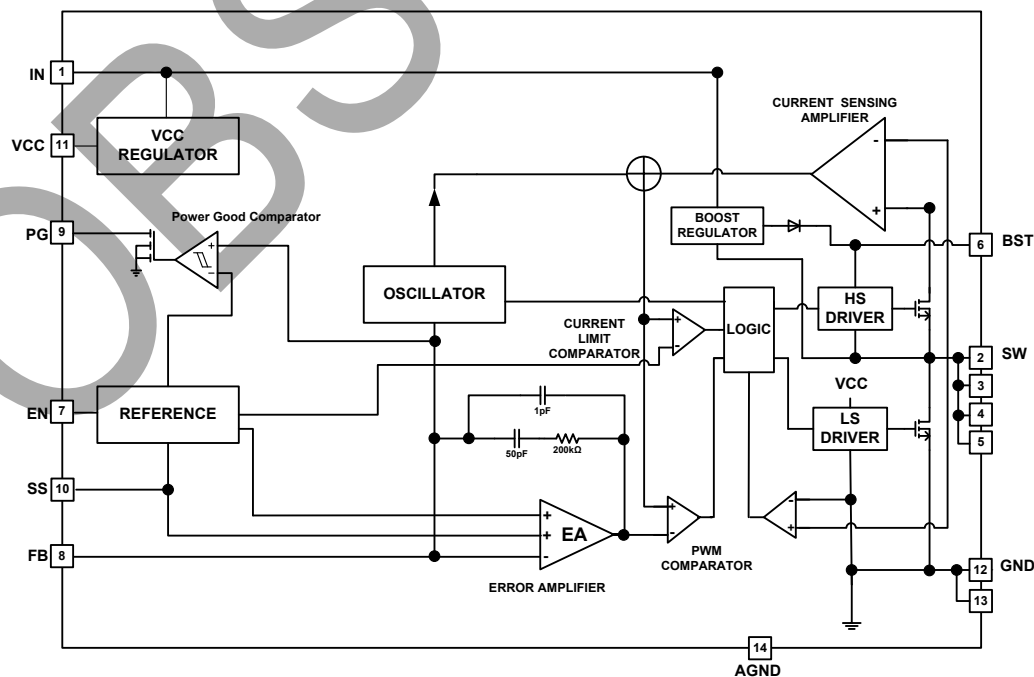 OBS
IN
1
VCC
11
VCC
REGULATOR
CURRENT SENSING
AMPLIFIER
-
+
PG
9
Power Good Comparator
+
-
BOOST
REGULATOR
6
BST
OSCILLATOR
HS
DRIVER
CURRENT
LIMIT
COMPARATOR
+
-
LOGIC
2
SW
3
4
5
EN
7
REFERENCE
1pF
50pF
200kΩ
VCC
LS
DRIVER
SS
10
+
+
-
EA
ERROR AMPLIFIER
+
-
PWM
COMPARATOR
-
+
FB
8
12
GND
13
14
AGND